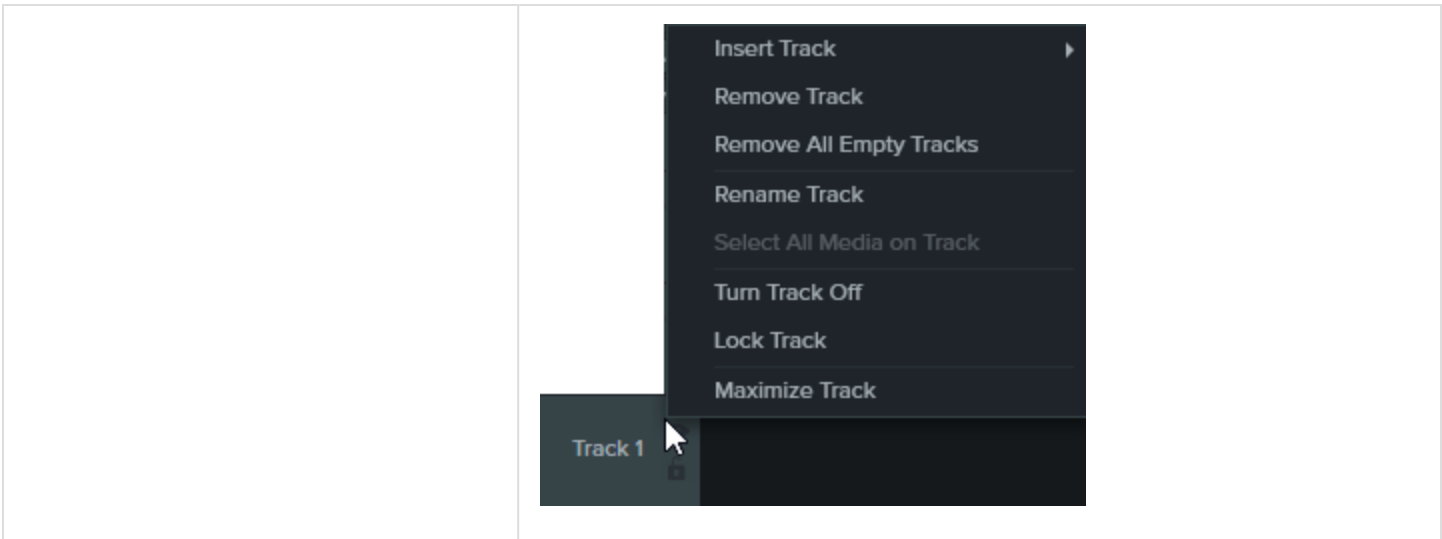 Insert Track
Remove Track
Remove All Empty Tracks
Rename Track
Select All Media on Track
Turn Track Off
Lock Track
Maximize Track
Track 1